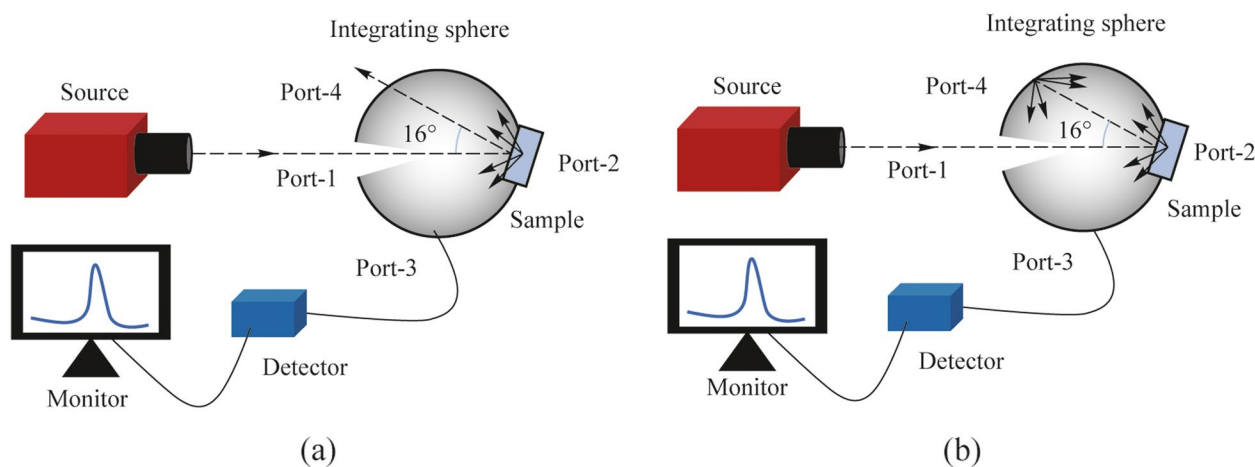 Integrating sphere
Source
Port-4
16°
Port-1
Port-2
Sample
Port-3
Detector
Monitor
(a)
Integrating sphere
Source
Port-4
16°
Port-1
Port-2
Sample
Port-3
Detector
Monitor
(b)